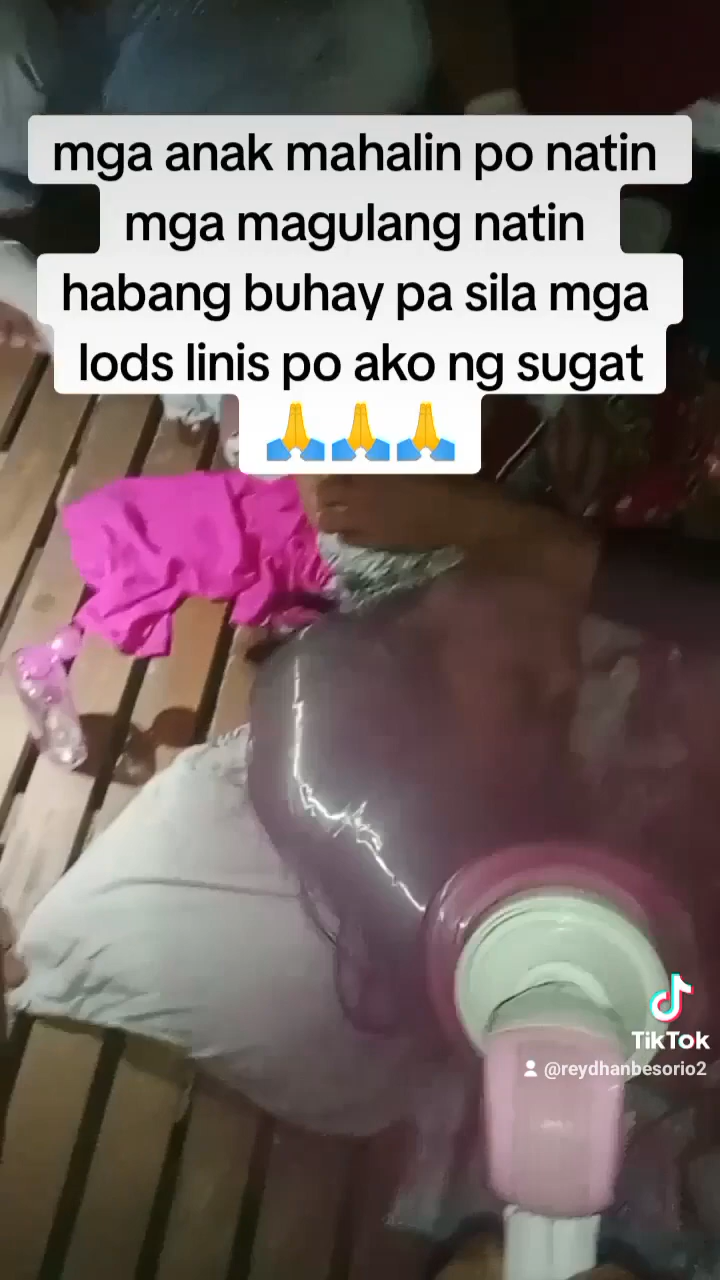 mga anak mahalin po natin
mga magulang natin
habang buhay pa sila mga
lods linis po ako ng sugat
🙏🙏🙏
TikTok
@reydhanbesorio2